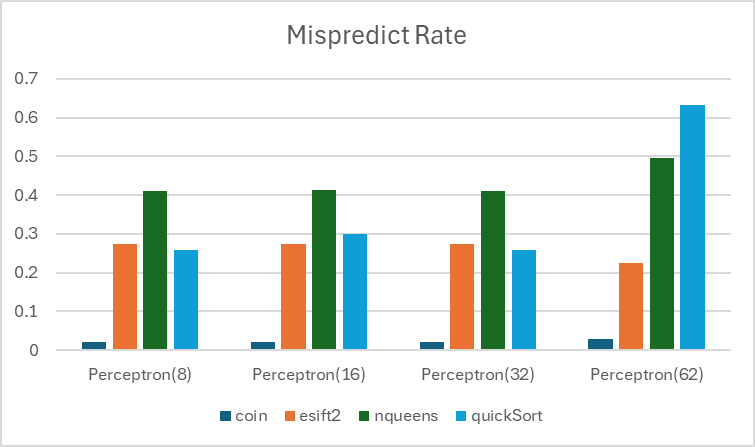 Mispredict Rate
0.7
0.6
0.5
0.4
0.3
0.2
0.1
0
Perceptron(8) Perceptron(16) Perceptron(32) Perceptron(62)
coin esift2 nqueens quickSort